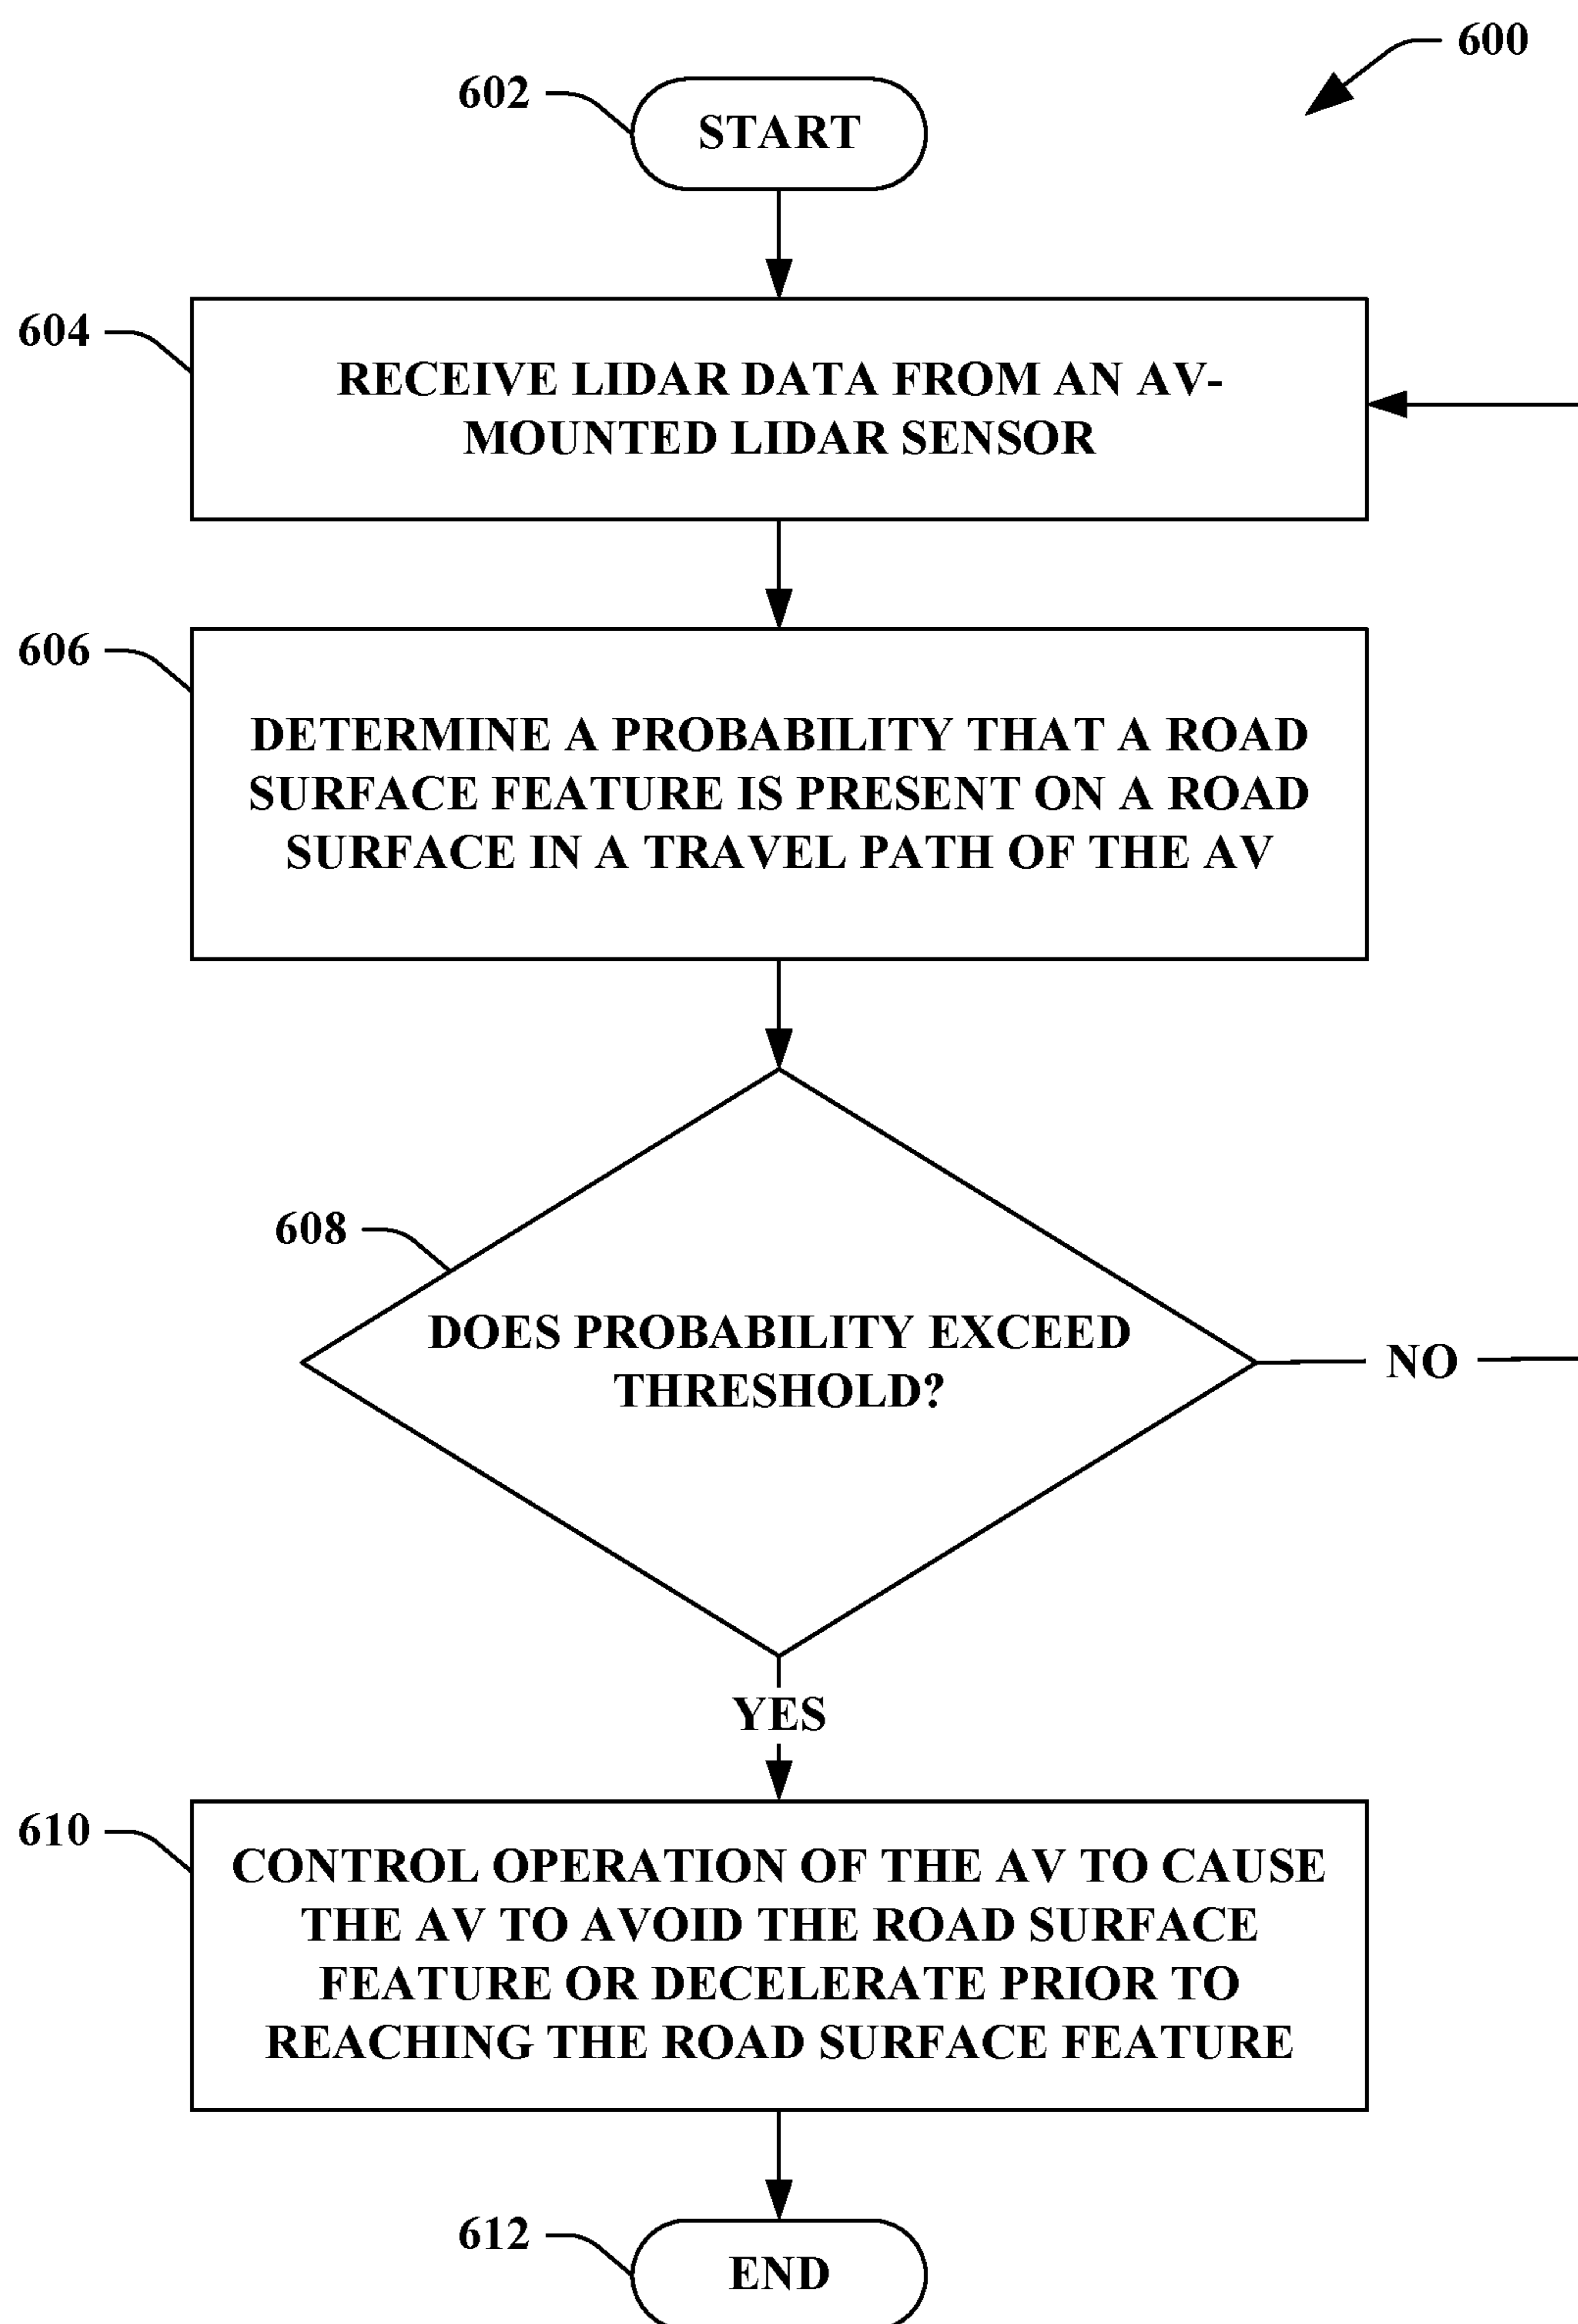 600
602
START
604
RECEIVE LIDAR DATA FROM AN AV-
MOUNTED LIDAR SENSOR
606
DETERMINE A PROBABILITY THAT A ROAD
SURFACE FEATURE IS PRESENT ON A ROAD
SURFACE IN A TRAVEL PATH OF THE AV
608
DOES PROBABILITY EXCEED
THRESHOLD?
NO
YES
610
CONTROL OPERATION OF THE AV TO CAUSE
THE AV TO AVOID THE ROAD SURFACE
FEATURE OR DECELERATE PRIOR TO
REACHING THE ROAD SURFACE FEATURE
612
END